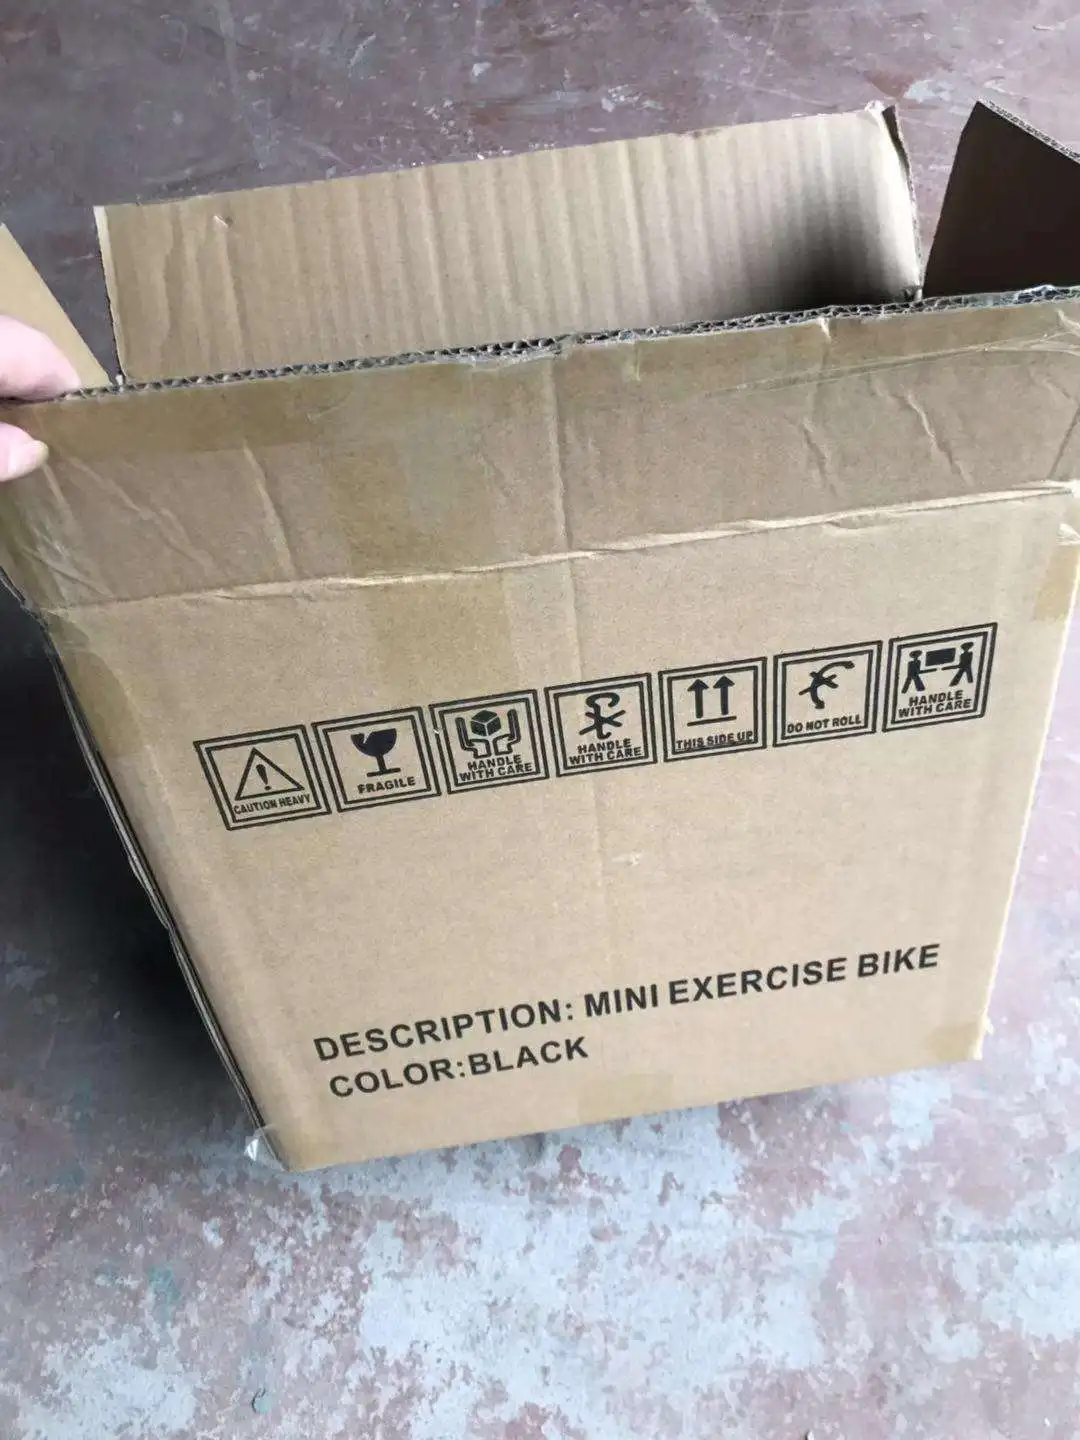 CAUTION HEAVY
FRAGILE
HANDLE
WITH CARE
HANDLE
WITH CARE
THIS SIDE UP
DO NOT ROLL
HANDLE
WITH CARE
DESCRIPTION: MINI EXERCISE BIKE
COLOR:BLACK